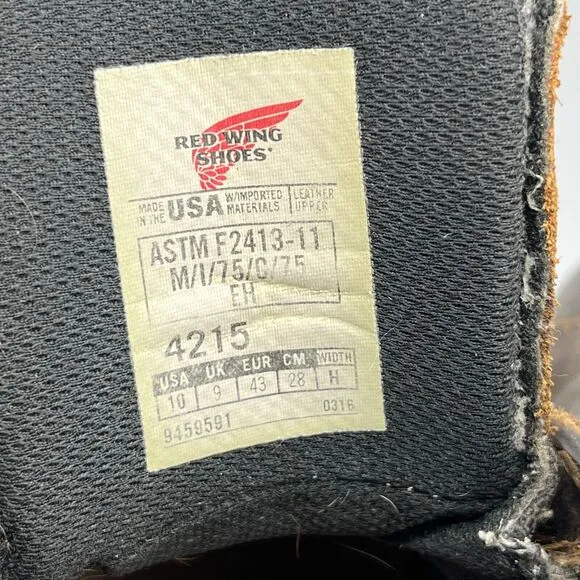 RED WING
SHOES
MADE IN THE USA W/IMPORTED MATERIALS LEATHER UPPER
ASTM F2413-11
M/I/75/C/75
EH
4215
USA UK EUR CM WIDTH
10 9 43 28 H
9459591 0316